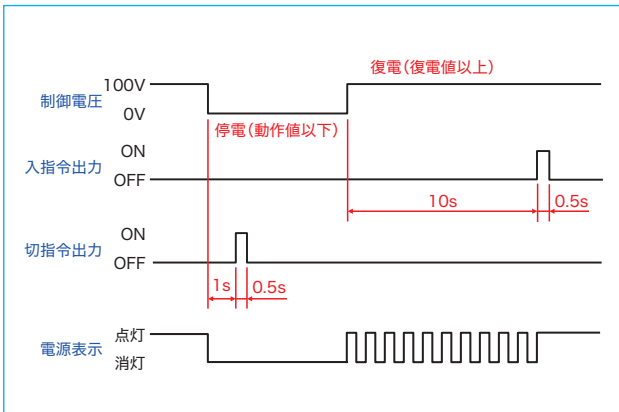 復電（復電値以上）
100V
制御電圧
0V
停電（動作値以下）
ON
入指令出力
OFF
10s
0.5s
ON
切指令出力
OFF
1s
0.5s
点灯
電源表示
消灯